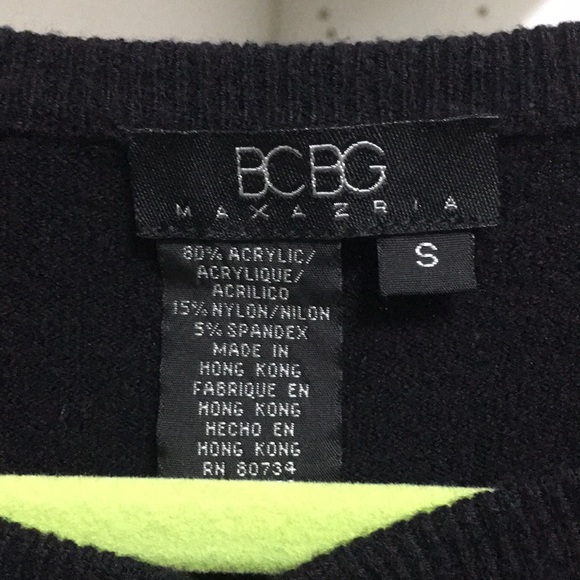 BCBG
MAXAZRIA
S
80% ACRYLIC/
ACRYLIQUE/
ACRILICO
15% NYLON/NILON
5% SPANDEX
MADE IN
HONG KONG
FABRIQUE EN
HONG KONG
HECHO EN
HONG KONG
RN 80734